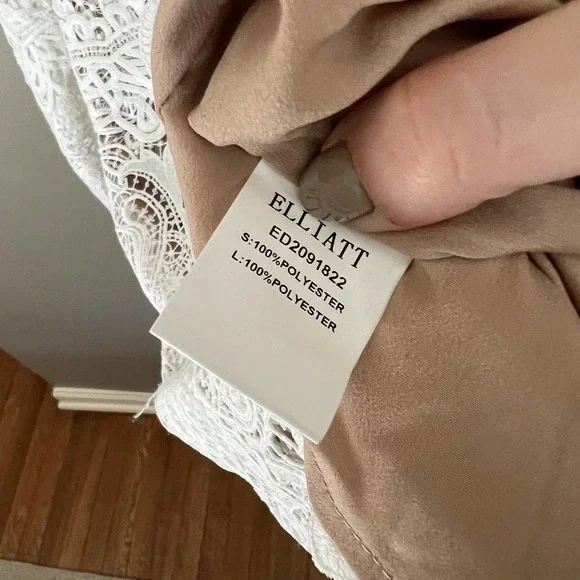 ELLIATT
ED2091822
S:100%POLYESTER
L:100%POLYESTER